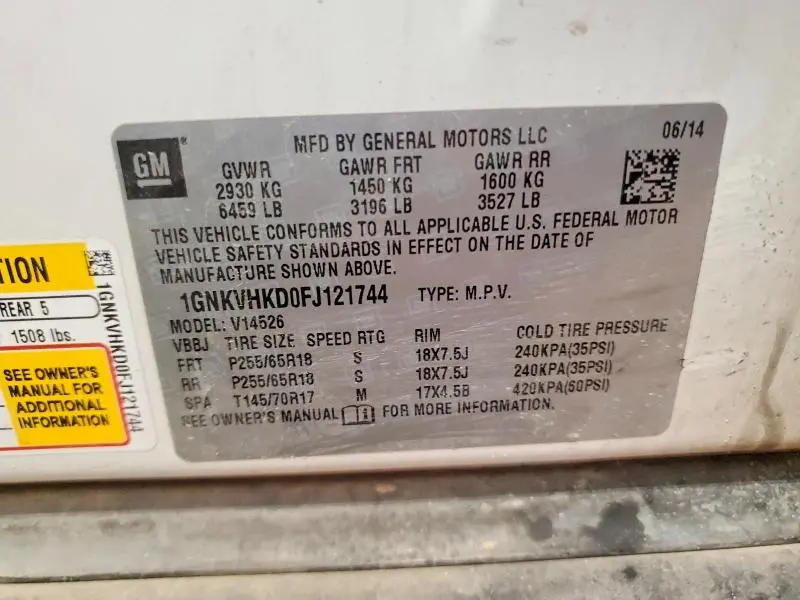 MFD BY GENERAL MOTORS LLC 06/14
GM
GVWR GAWR FRT GAWR RR
2930 KG 1450 KG 1600 KG
6459 LB 3196 LB 3527 LB
THIS VEHICLE CONFORMS TO ALL APPLICABLE U.S. FEDERAL MOTOR
VEHICLE SAFETY STANDARDS IN EFFECT ON THE DATE OF
MANUFACTURE SHOWN ABOVE.
1GNKVHKD0FJ121744 TYPE: M.P.V.
MODEL: V14526
VBBJ TIRE SIZE SPEED RTG RIM COLD TIRE PRESSURE
FRT P255/65R18 S 18X7.5J 240KPA(35PSI)
RR P255/65R18 S 18X7.5J 240KPA(35PSI)
SPA T145/70R17 M 17X4.5B 420KPA(60PSI)
SEE OWNER'S MANUAL FOR MORE INFORMATION.
TION
REAR 5
1508 lbs.
SEE OWNER'S
MANUAL FOR
ADDITIONAL
INFORMATION
1GNKVHKD0FJ121744